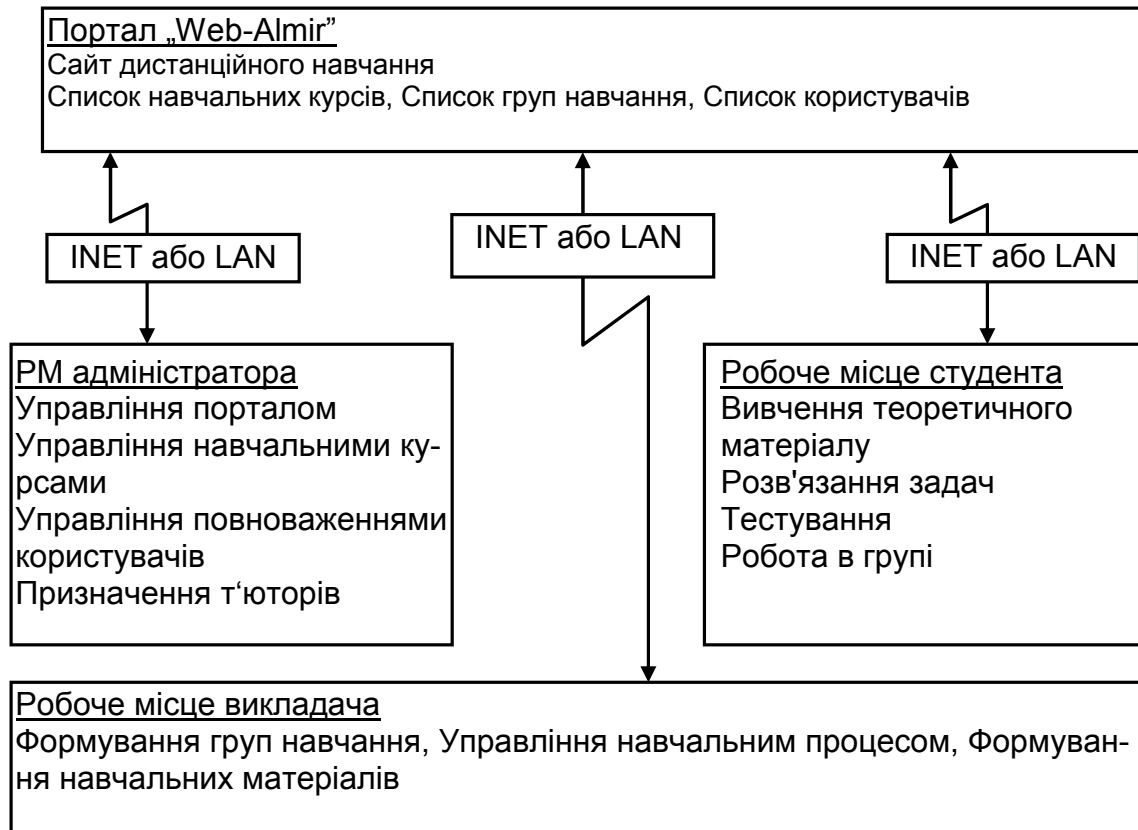 Портал „Web-Almir”
Сайт дистанційного навчання
Список навчальних курсів, Список груп навчання, Список користувачів
INET або LAN
INET або LAN
INET або LAN
РМ адміністратора
Управління порталом
Управління навчальними ку-
рсами
Управління повноваженнями
користувачів
Призначення т‘юторів
Робоче місце студента
Вивчення теоретичного
матеріалу
Розв'язання задач
Тестування
Робота в групі
Робоче місце викладача
Формування груп навчання, Управління навчальним процесом, Формуван-
ня навчальних матеріалів